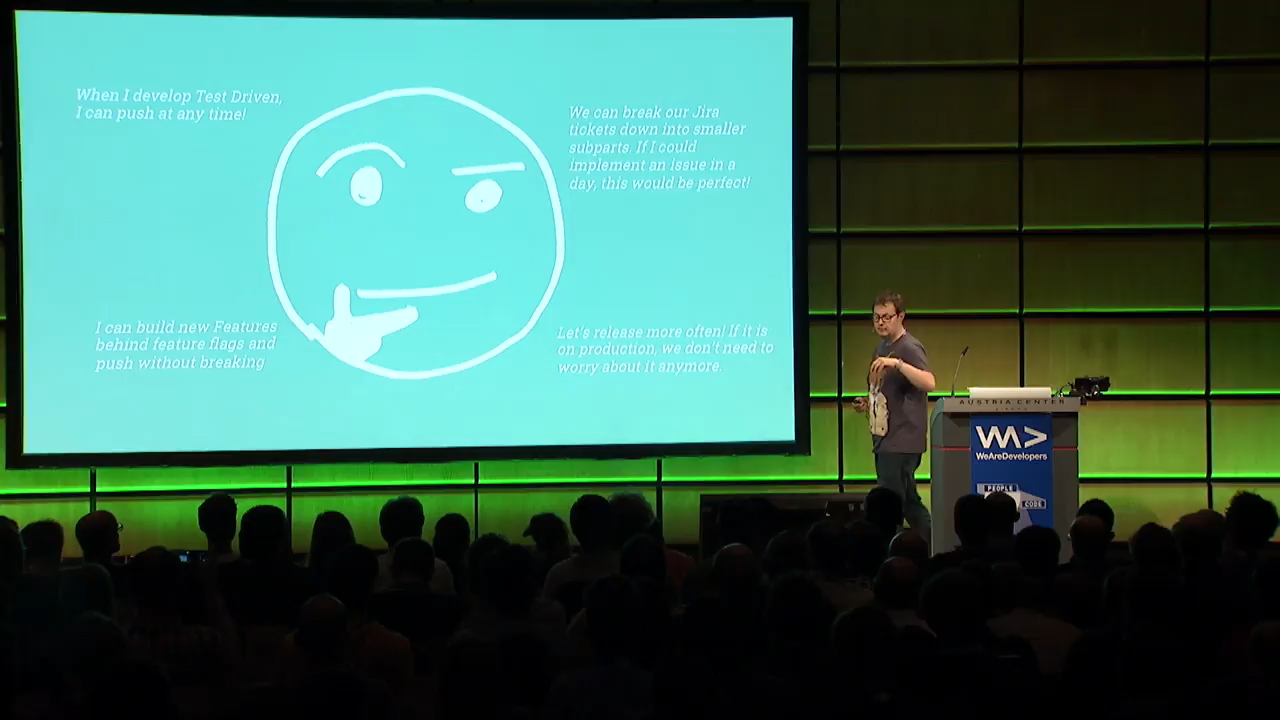 When I develop Test Driven,
I can push at any time!
We can break our Jira
tickets down into smaller
subparts. If I could
implement an issue in a
day, this would be perfect!
I can build new Features
behind feature flags and
push without breaking
Let's release more often! If it is
on production, we don't need to
worry about it anymore.
AUSTRIA CENTER
WeAreDevelopers
PEOPLE
CODE